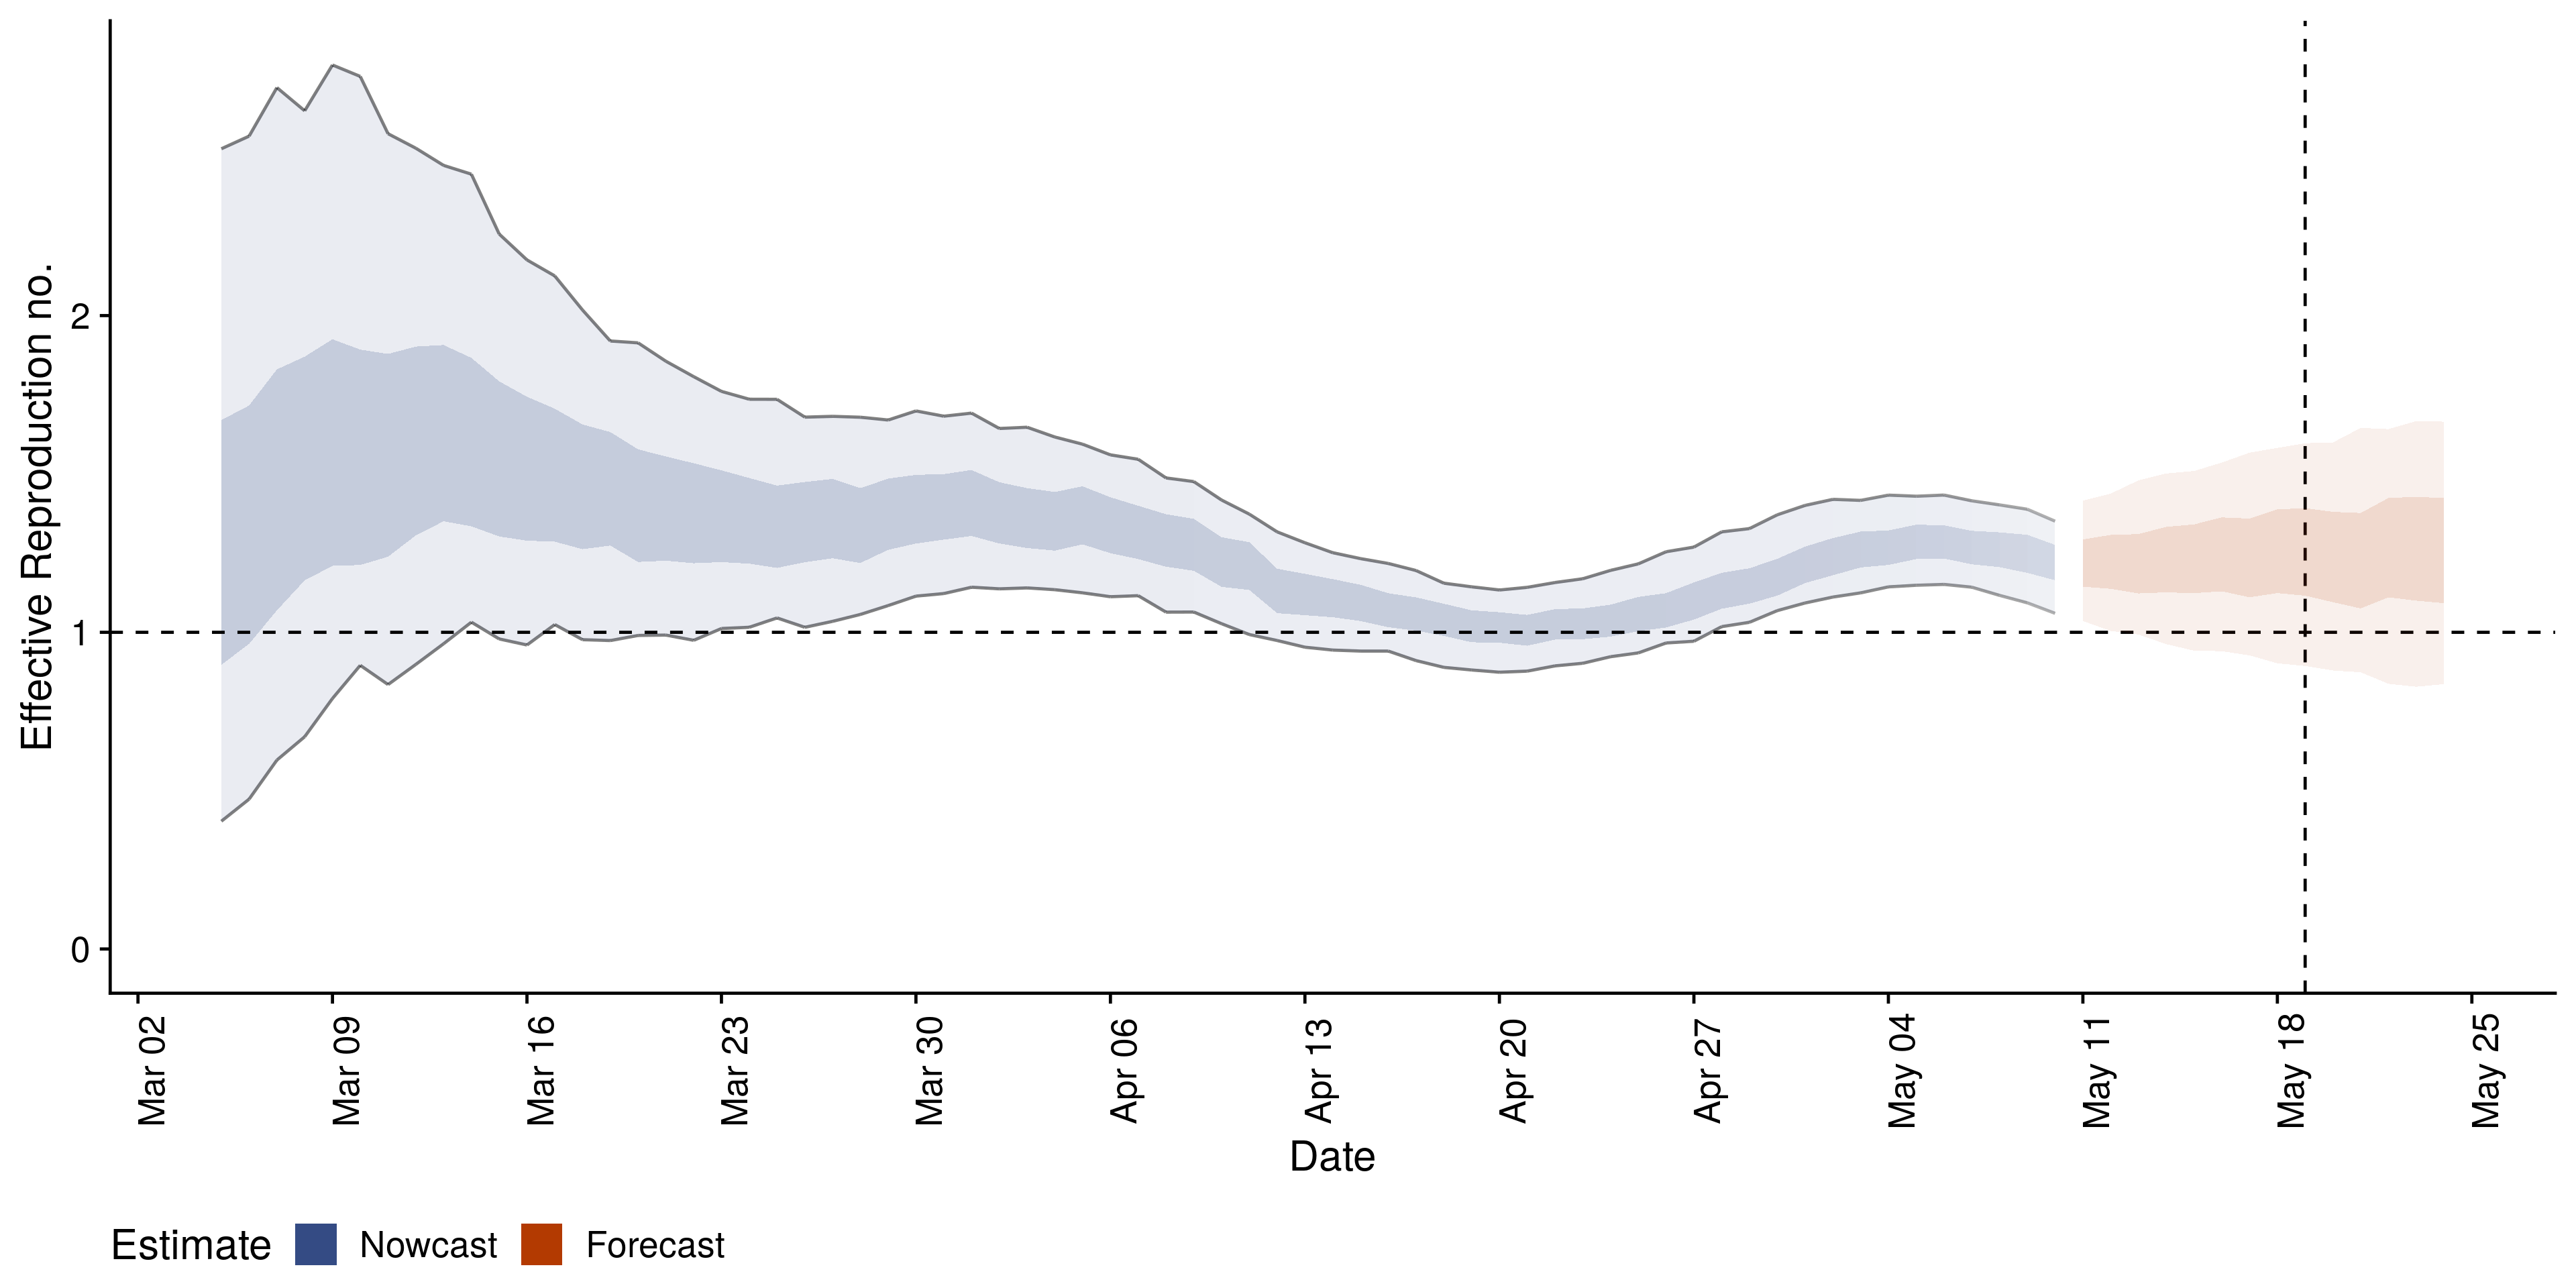 Effective Reproduction no.
2
1
0
Mar 02
Mar 09
Mar 16
Mar 23
Mar 30
Apr 06
Apr 13
Apr 20
Apr 27
May 04
May 11
May 18
May 25
Date
Estimate Nowcast Forecast